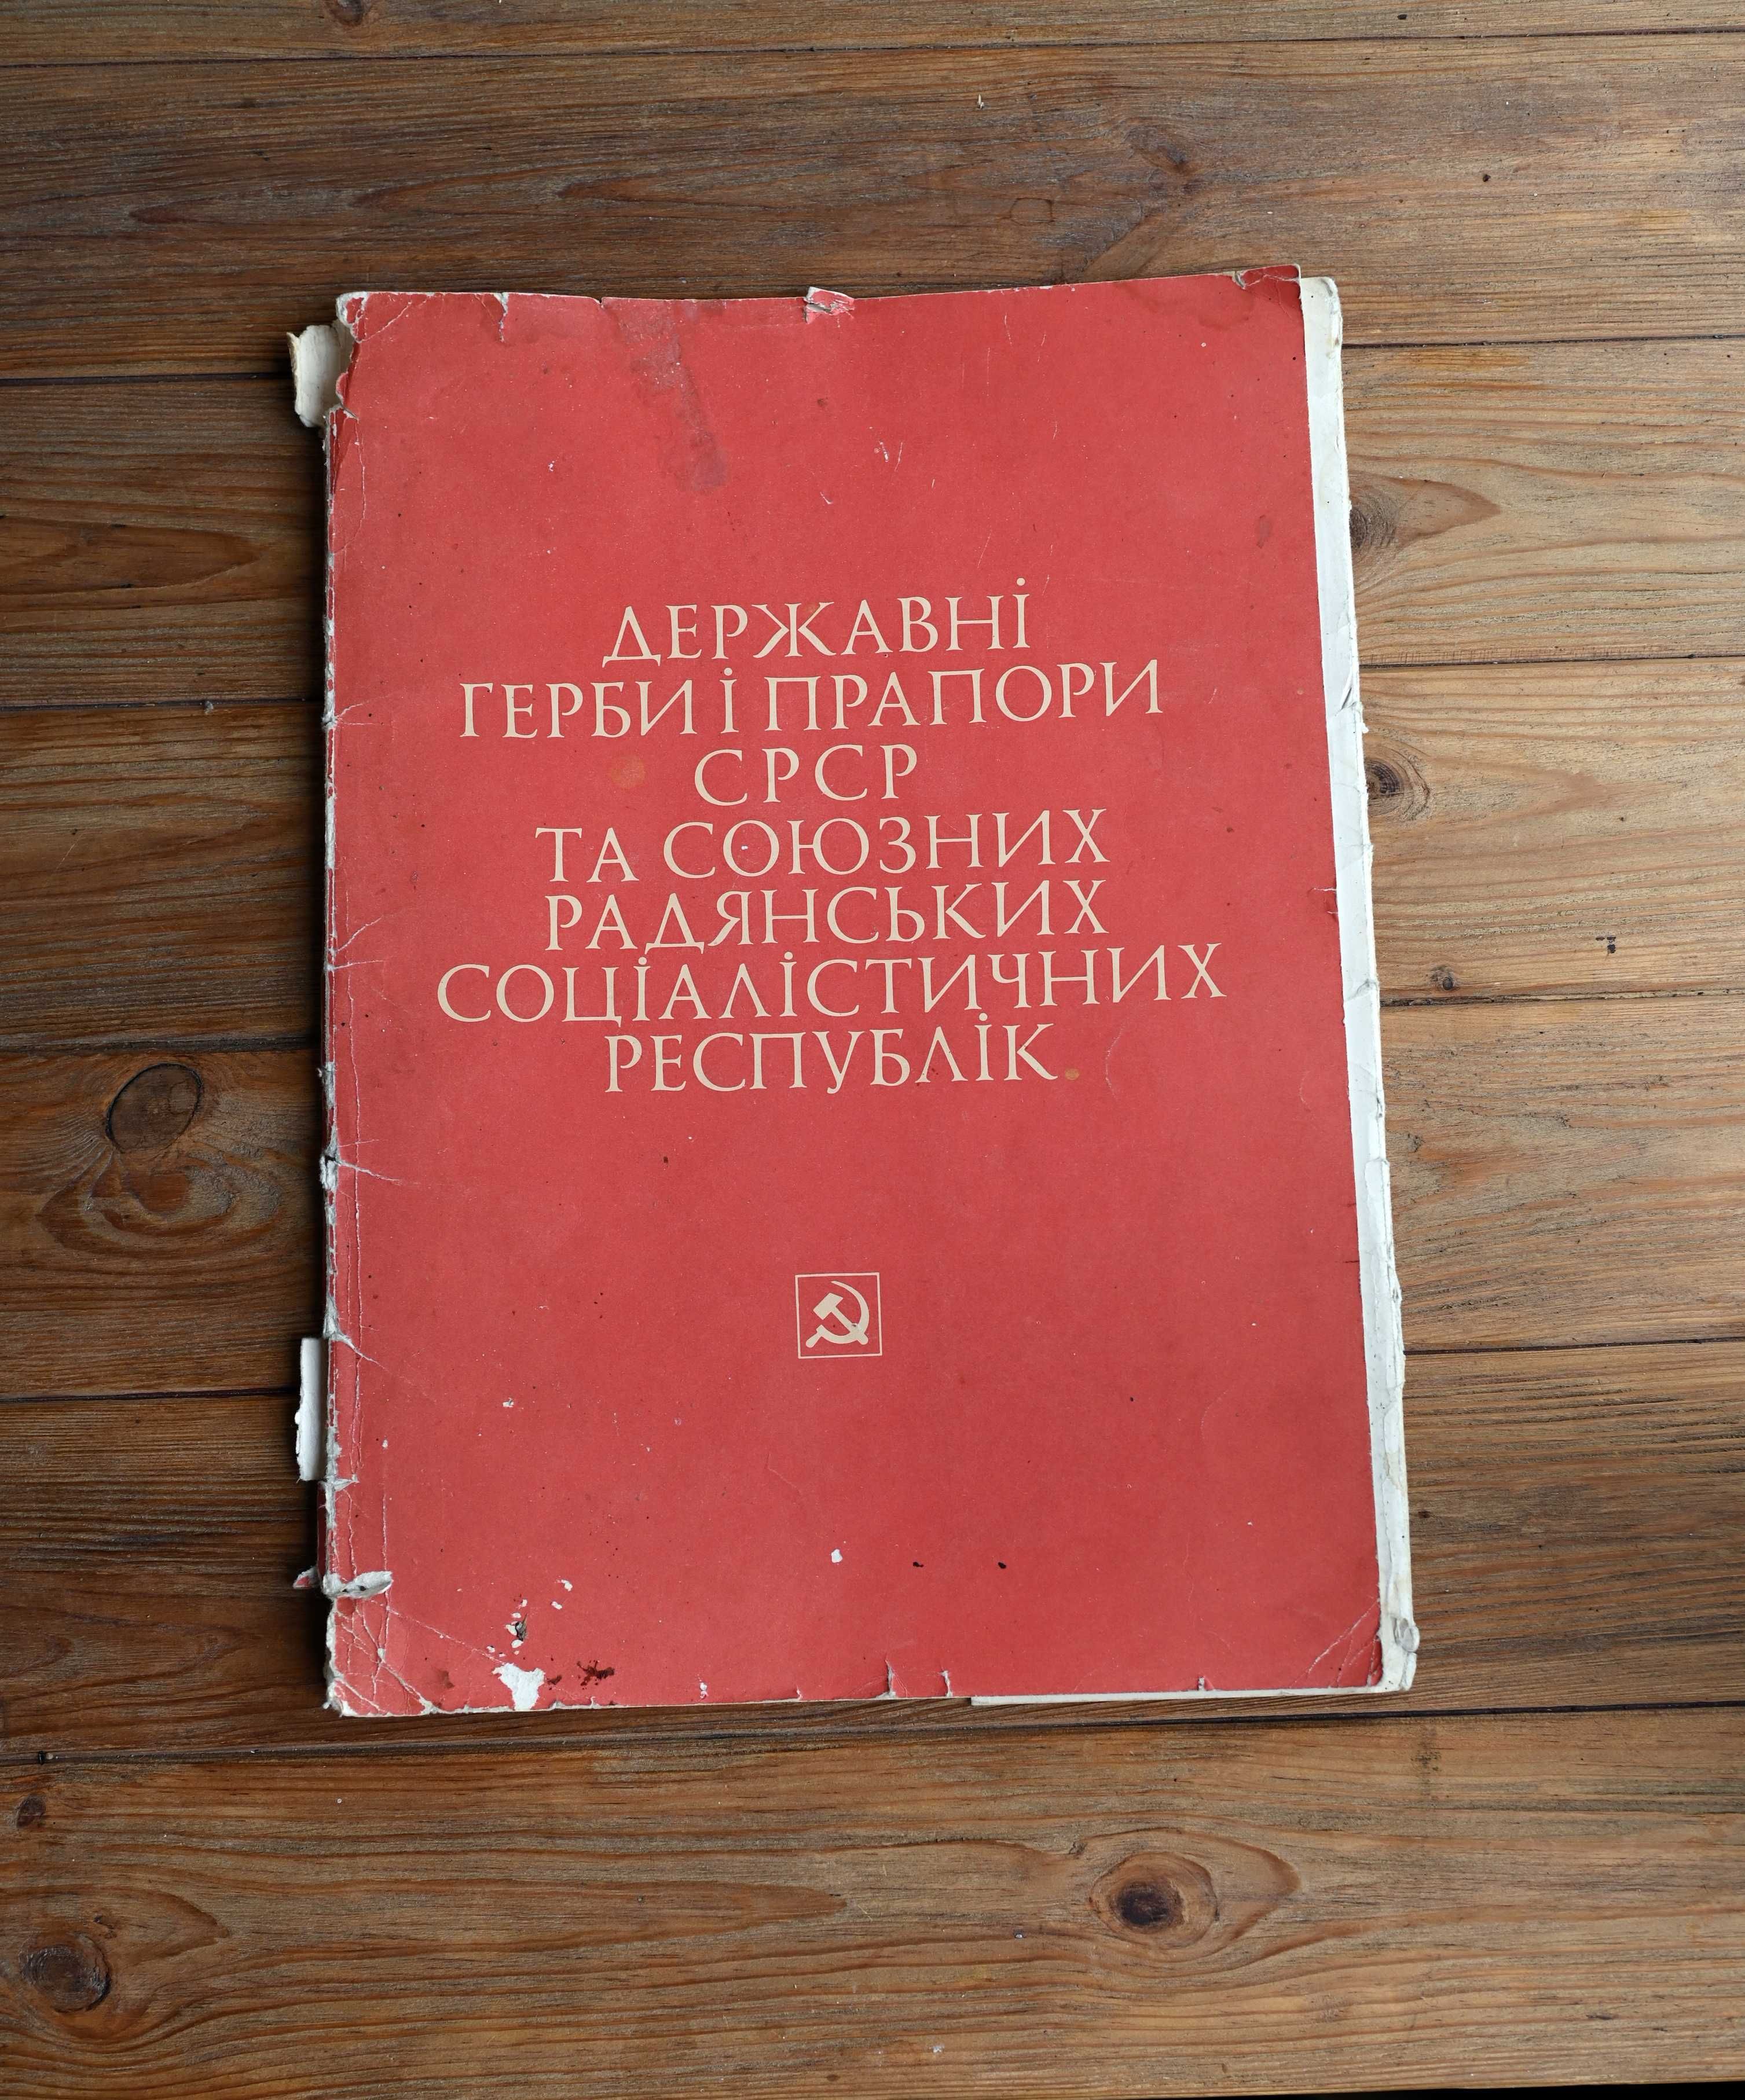 ДЕРЖАВНІ
ГЕРБИ І ПРАПОРИ
СРСР
ТА СОЮЗНИХ
РАДЯНСЬКИХ
СОЦІАЛІСТИЧНИХ
РЕСПУБЛІК